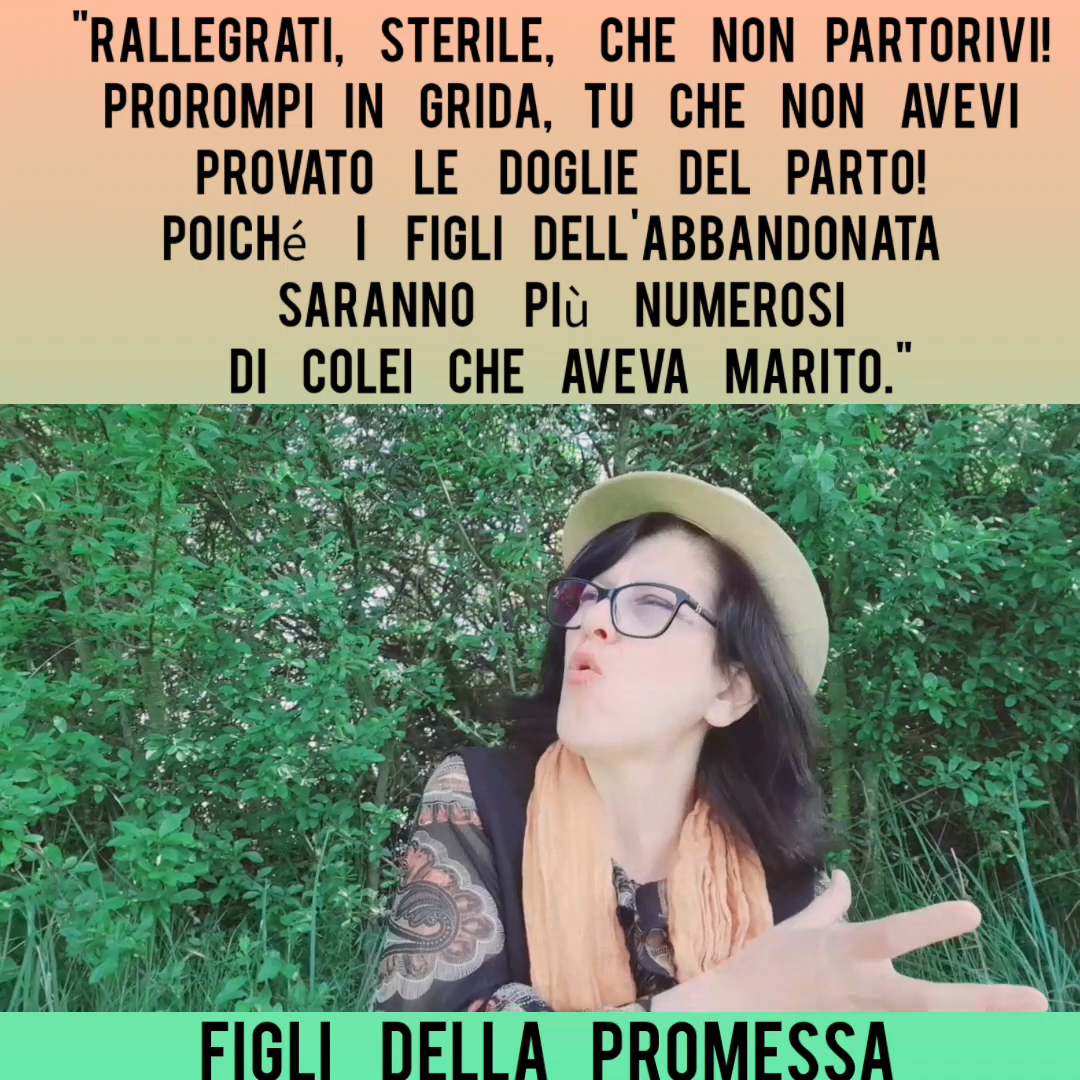 "RALLEGRATI, STERILE, CHE NON PARTORIVI!
PROROMPI IN GRIDA, TU CHE NON AVEVI
PROVATO LE DOGLIE DEL PARTO!
POICHé I FIGLI DELL'ABBANDONATA
SARANNO PIù NUMEROSI
DI COLEI CHE AVEVA MARITO."
FIGLI DELLA PROMESSA